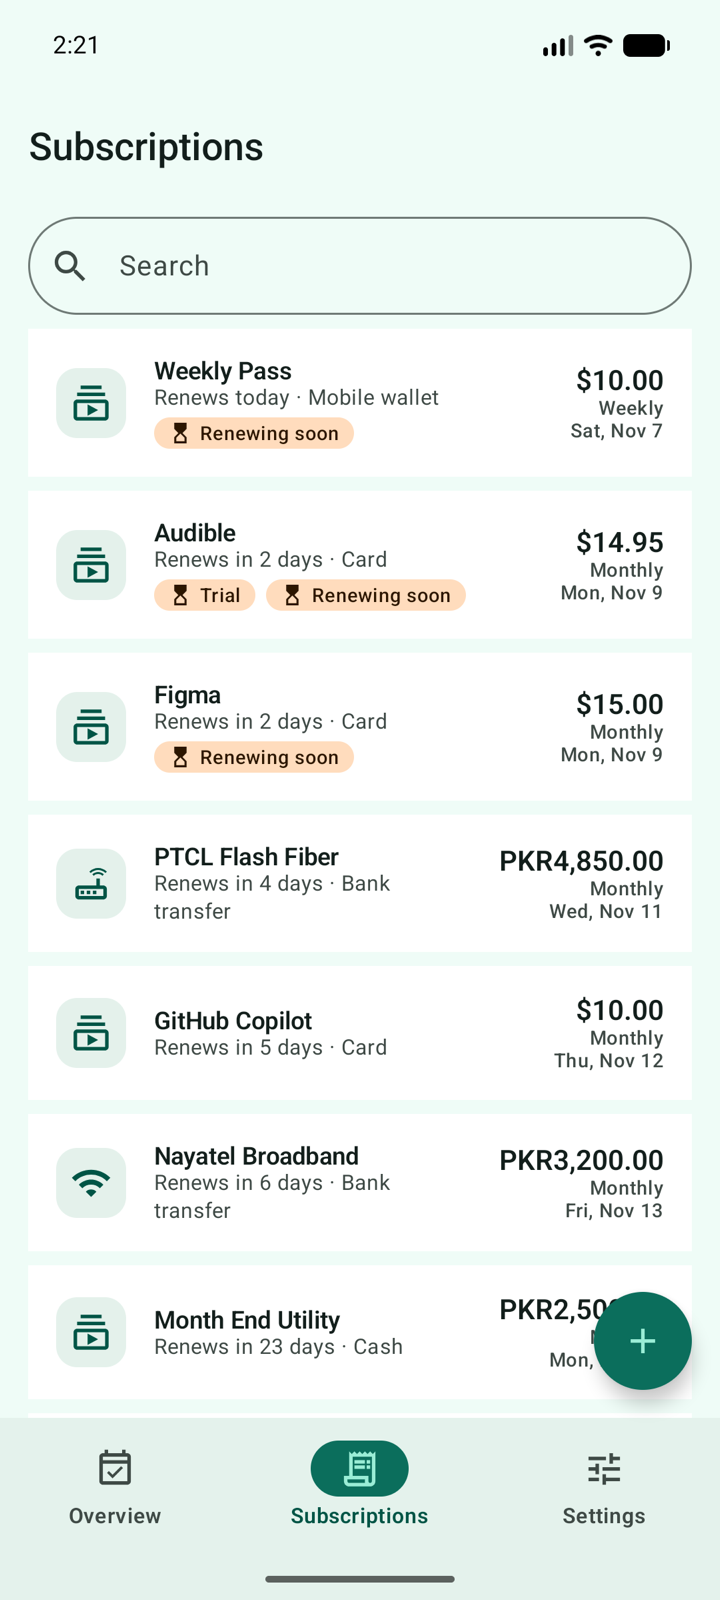 2:21
Subscriptions
Search
Weekly Pass
Renews today · Mobile wallet
Renewing soon
$10.00
Weekly
Sat, Nov 7
Audible
Renews in 2 days · Card
Trial
Renewing soon
$14.95
Monthly
Mon, Nov 9
Figma
Renews in 2 days · Card
Renewing soon
$15.00
Monthly
Mon, Nov 9
PTCL Flash Fiber
Renews in 4 days · Bank
transfer
PKR4,850.00
Monthly
Wed, Nov 11
GitHub Copilot
Renews in 5 days · Card
$10.00
Monthly
Thu, Nov 12
Nayatel Broadband
Renews in 6 days · Bank
transfer
PKR3,200.00
Monthly
Fri, Nov 13
Month End Utility
Renews in 23 days · Cash
Mon,
Overview
Subscriptions
Settings